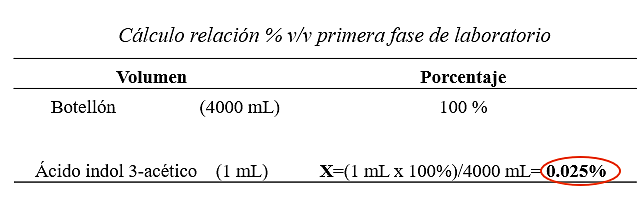 Cálculo relación % v/v primera fase de laboratorio
Volumen Porcentaje
Botellón (4000 mL) 100 %
Ácido indol 3-acético (1 mL) X=(1 mL x 100%)/4000 mL= 0.025%